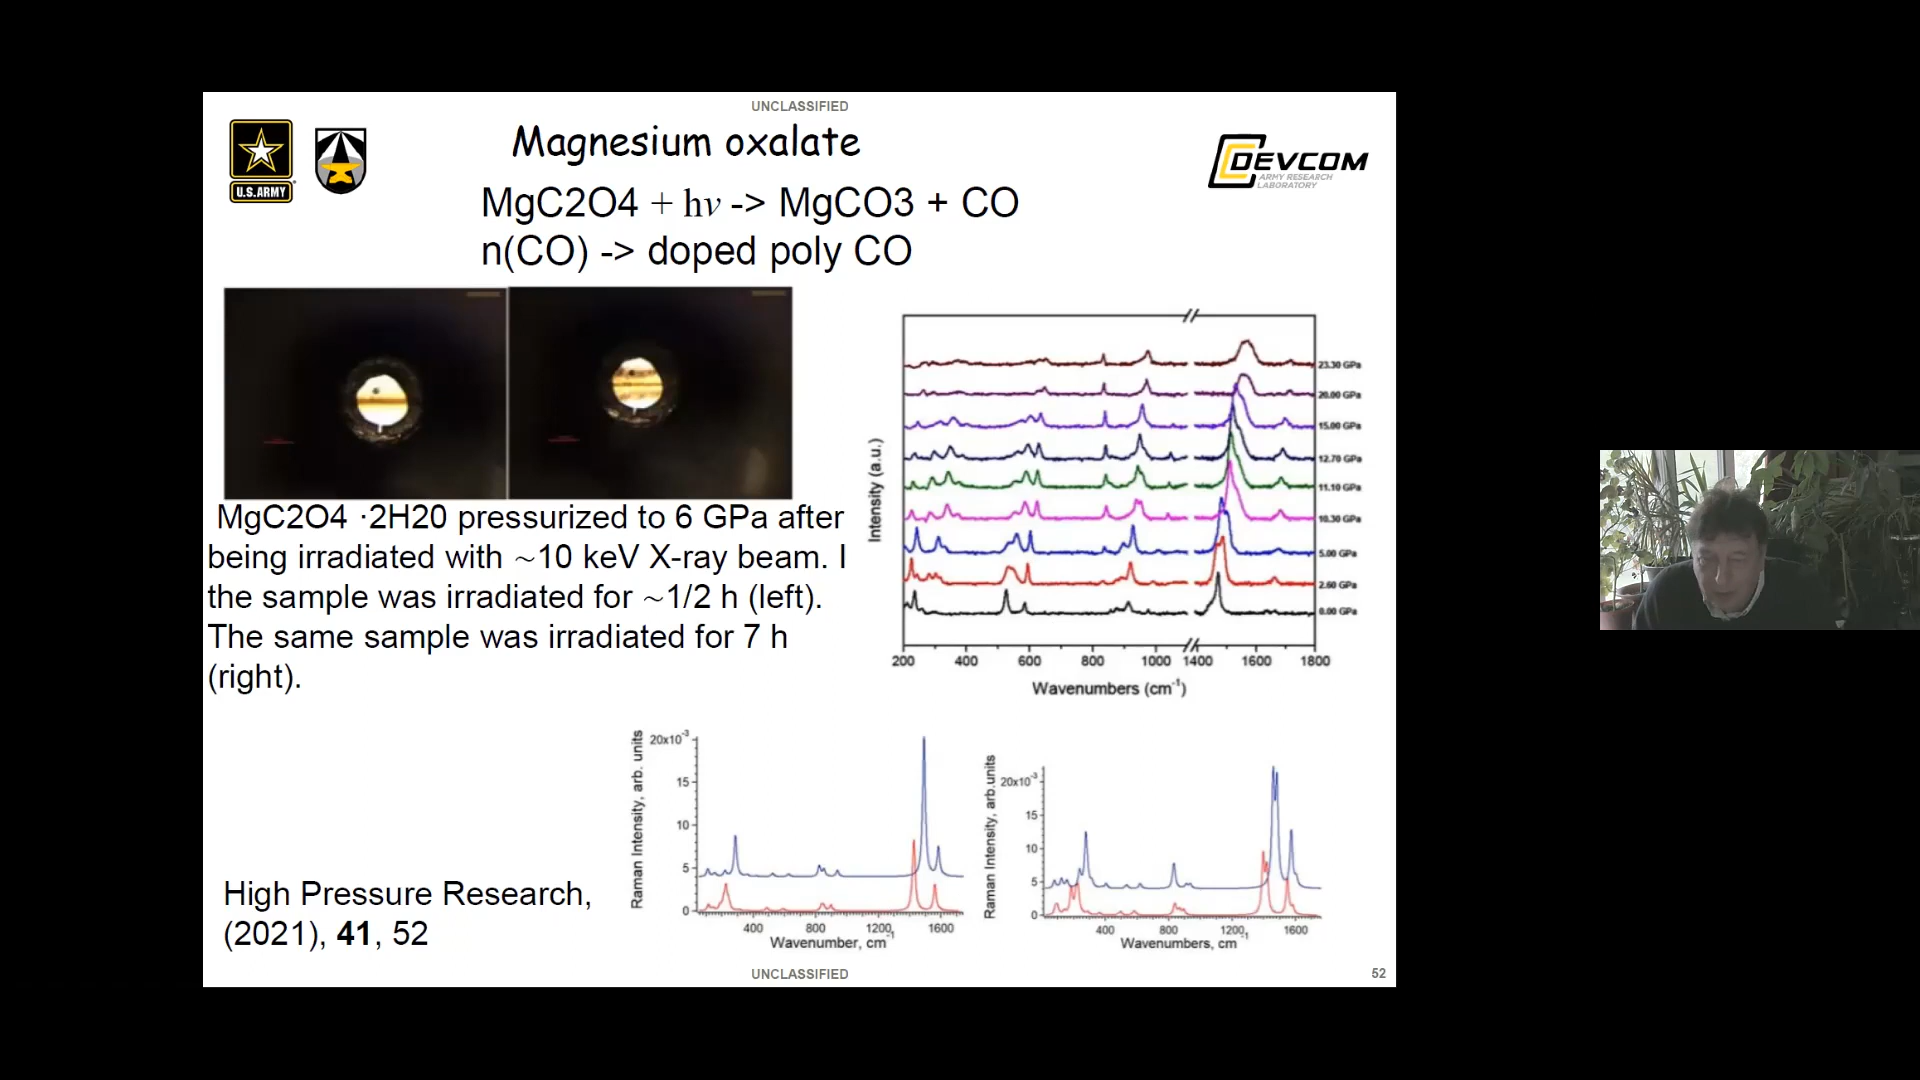 UNCLASSIFIED
Magnesium oxalate
U.S.ARMY
DEVCOM
ARMY RESEARCH
LABORATORY
MgC2O4 + hν -> MgCO3 + CO
n(CO) -> doped poly CO
MgC2O4 ·2H20 pressurized to 6 GPa after
being irradiated with ~10 keV X-ray beam. I
the sample was irradiated for ~1/2 h (left).
The same sample was irradiated for 7 h
(right).
Intensity (a.u.)
23.30 GPa
20.00 GPa
15.00 GPa
12.70 GPa
11.10 GPa
10.30 GPa
5.00 GPa
2.60 GPa
0.00 GPa
200 400 600 800 1000 1400 1600 1800
Wavenumbers (cm-1)
Raman Intensity, arb. units
20x10-3
15
10
5
0
400 800 1200 1600
Wavenumber, cm-1
Raman Intensity, arb.units
20x10-3
15
10
5
0
400 800 1200 1600
Wavenumbers, cm-1
High Pressure Research,
(2021), 41, 52
UNCLASSIFIED
52